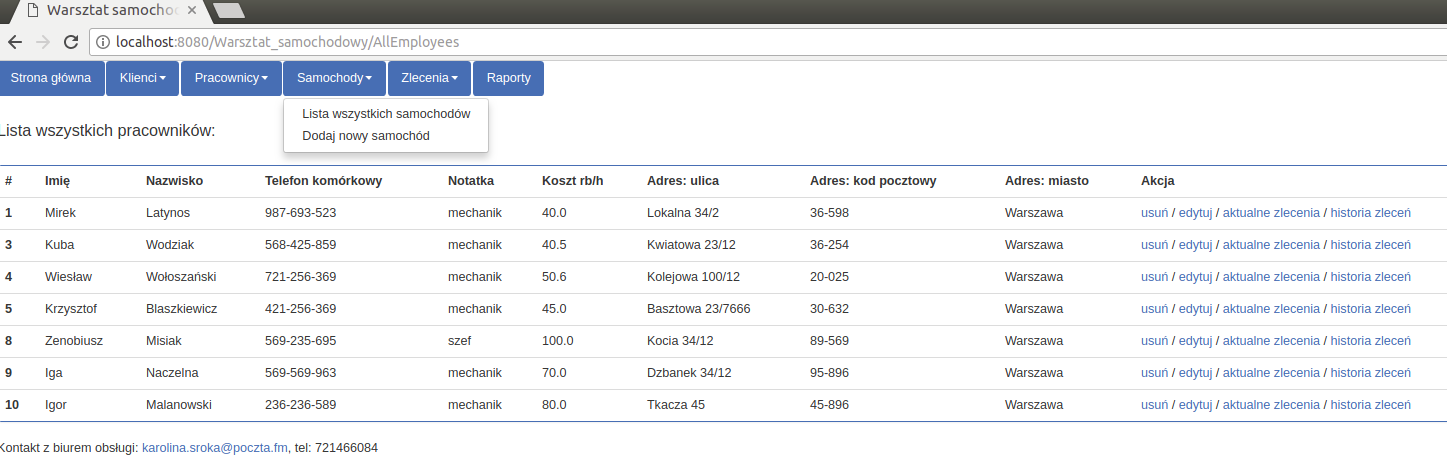 Warsztat samochod
localhost:8080/Warsztat_samochodowy/AllEmployees
Strona główna Klienci Pracownicy Samochody Zlecenia Raporty
Lista wszystkich samochodów
Dodaj nowy samochód
Lista wszystkich pracowników:
# Imię Nazwisko Telefon komórkowy Notatka Koszt rb/h Adres: ulica Adres: kod pocztowy Adres: miasto Akcja
1 Mirek Latynos 987-693-523 mechanik 40.0 Lokalna 34/2 36-598 Warszawa usuń / edytuj / aktualne zlecenia / historia zleceń
3 Kuba Wodziak 568-425-859 mechanik 40.5 Kwiatowa 23/12 36-254 Warszawa usuń / edytuj / aktualne zlecenia / historia zleceń
4 Wiesław Wołoszański 721-256-369 mechanik 50.6 Kolejowa 100/12 20-025 Warszawa usuń / edytuj / aktualne zlecenia / historia zleceń
5 Krzysztof Blaszkiewicz 421-256-369 mechanik 45.0 Basztowa 23/7666 30-632 Warszawa usuń / edytuj / aktualne zlecenia / historia zleceń
8 Zenobiusz Misiak 569-235-695 szef 100.0 Kocia 34/12 89-569 Warszawa usuń / edytuj / aktualne zlecenia / historia zleceń
9 Iga Naczelna 569-569-963 mechanik 70.0 Dzbanek 34/12 95-896 Warszawa usuń / edytuj / aktualne zlecenia / historia zleceń
10 Igor Malanowski 236-236-589 mechanik 80.0 Tkacza 45 45-896 Warszawa usuń / edytuj / aktualne zlecenia / historia zleceń
Kontakt z biurem obsługi: karolina.sroka@poczta.fm, tel: 721466084